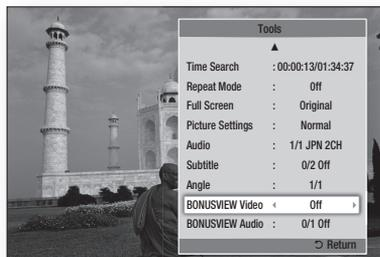 Tools
▲
Time Search : 00:00:13/01:34:37
Repeat Mode : Off
Full Screen : Original
Picture Settings : Normal
Audio : 1/1 JPN 2CH
Subtitle : 0/2 Off
Angle : 1/1
BONUSVIEW Video ◀ Off ▶
BONUSVIEW Audio : 0/1 Off
⮌ Return